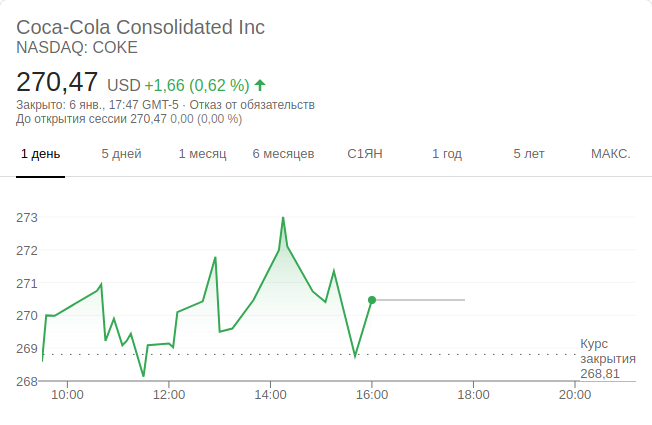 Coca-Cola Consolidated Inc
NASDAQ: COKE
270,47 USD +1,66 (0,62 %)
Закрыто: 6 янв., 17:47 GMT-5 · Отказ от обязательств
До открытия сессии 270,47 0,00 (0,00 %)
1 день 5 дней 1 месяц 6 месяцев С1ЯН 1 год 5 лет МАКС.
273
272
271
270
269
268
Курс
закрытия
268,81
10:00 12:00 14:00 16:00 18:00 20:00